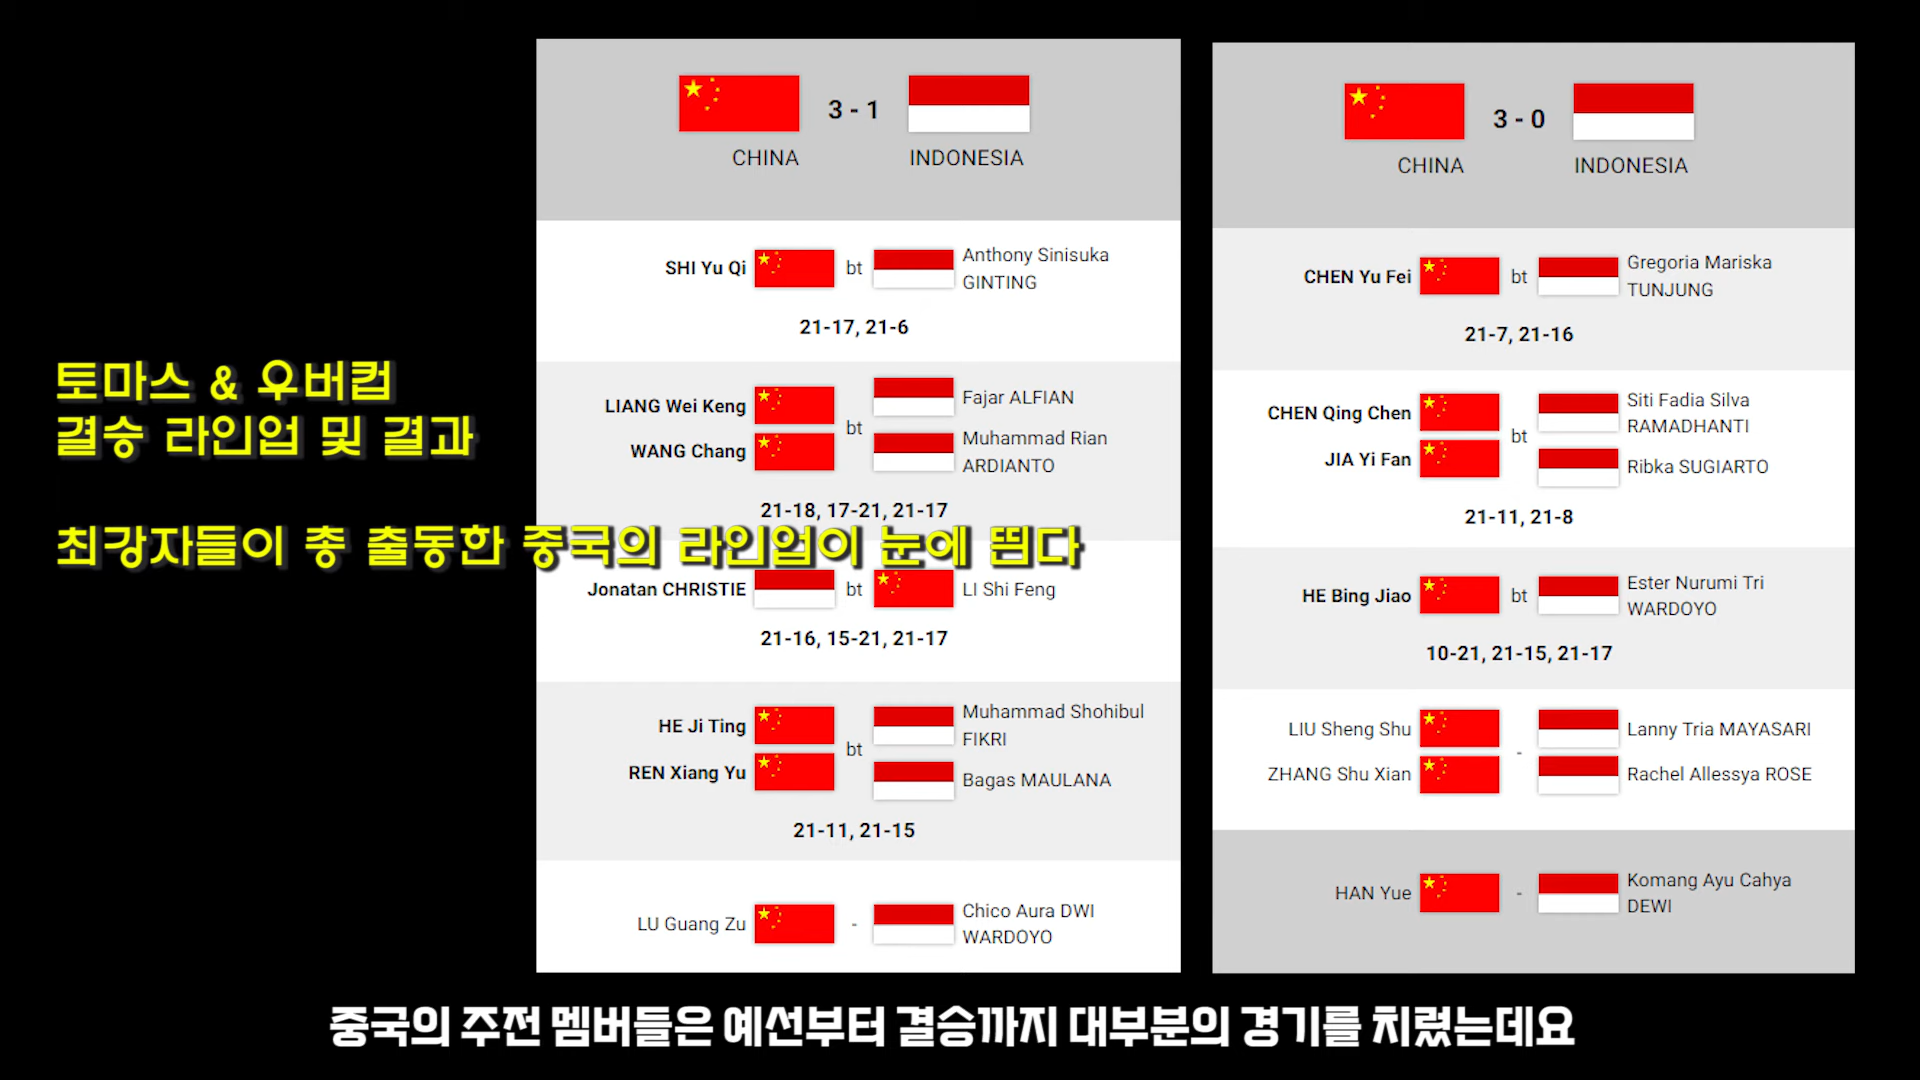 토마스 & 우버컵
결승 라인업 및 결과
최강자들이 총 출동한 중국의 라인업이 눈에 띕다
3 - 1
CHINA INDONESIA
SHI Yu Qi bt Anthony Sinisuka
GINTING
21-17, 21-6
LIANG Wei Keng
WANG Chang
bt
Fajar ALFIAN
Muhammad Rian
ARDIANTO
21-18, 17-21, 21-17
Jonatan CHRISTIE bt LI Shi Feng
21-16, 15-21, 21-17
HE Ji Ting
REN Xiang Yu
bt
Muhammad Shohibul
FIKRI
Bagas MAULANA
21-11, 21-15
LU Guang Zu - Chico Aura DWI
WARDOYO
3 - 0
CHINA INDONESIA
CHEN Yu Fei bt Gregoria Mariska
TUNJUNG
21-7, 21-16
CHEN Qing Chen
JIA Yi Fan
bt
Siti Fadia Silva
RAMADHANTI
Ribka SUGIARTO
21-11, 21-8
HE Bing Jiao bt Ester Nurumi Tri
WARDOYO
10-21, 21-15, 21-17
LIU Sheng Shu
ZHANG Shu Xian
-
Lanny Tria MAYASARI
Rachel Allessya ROSE
HAN Yue - Komang Ayu Cahya
DEWI
중국의 주전 멤버들은 예선부터 결승까지 대부분의 경기를 치렀는데요